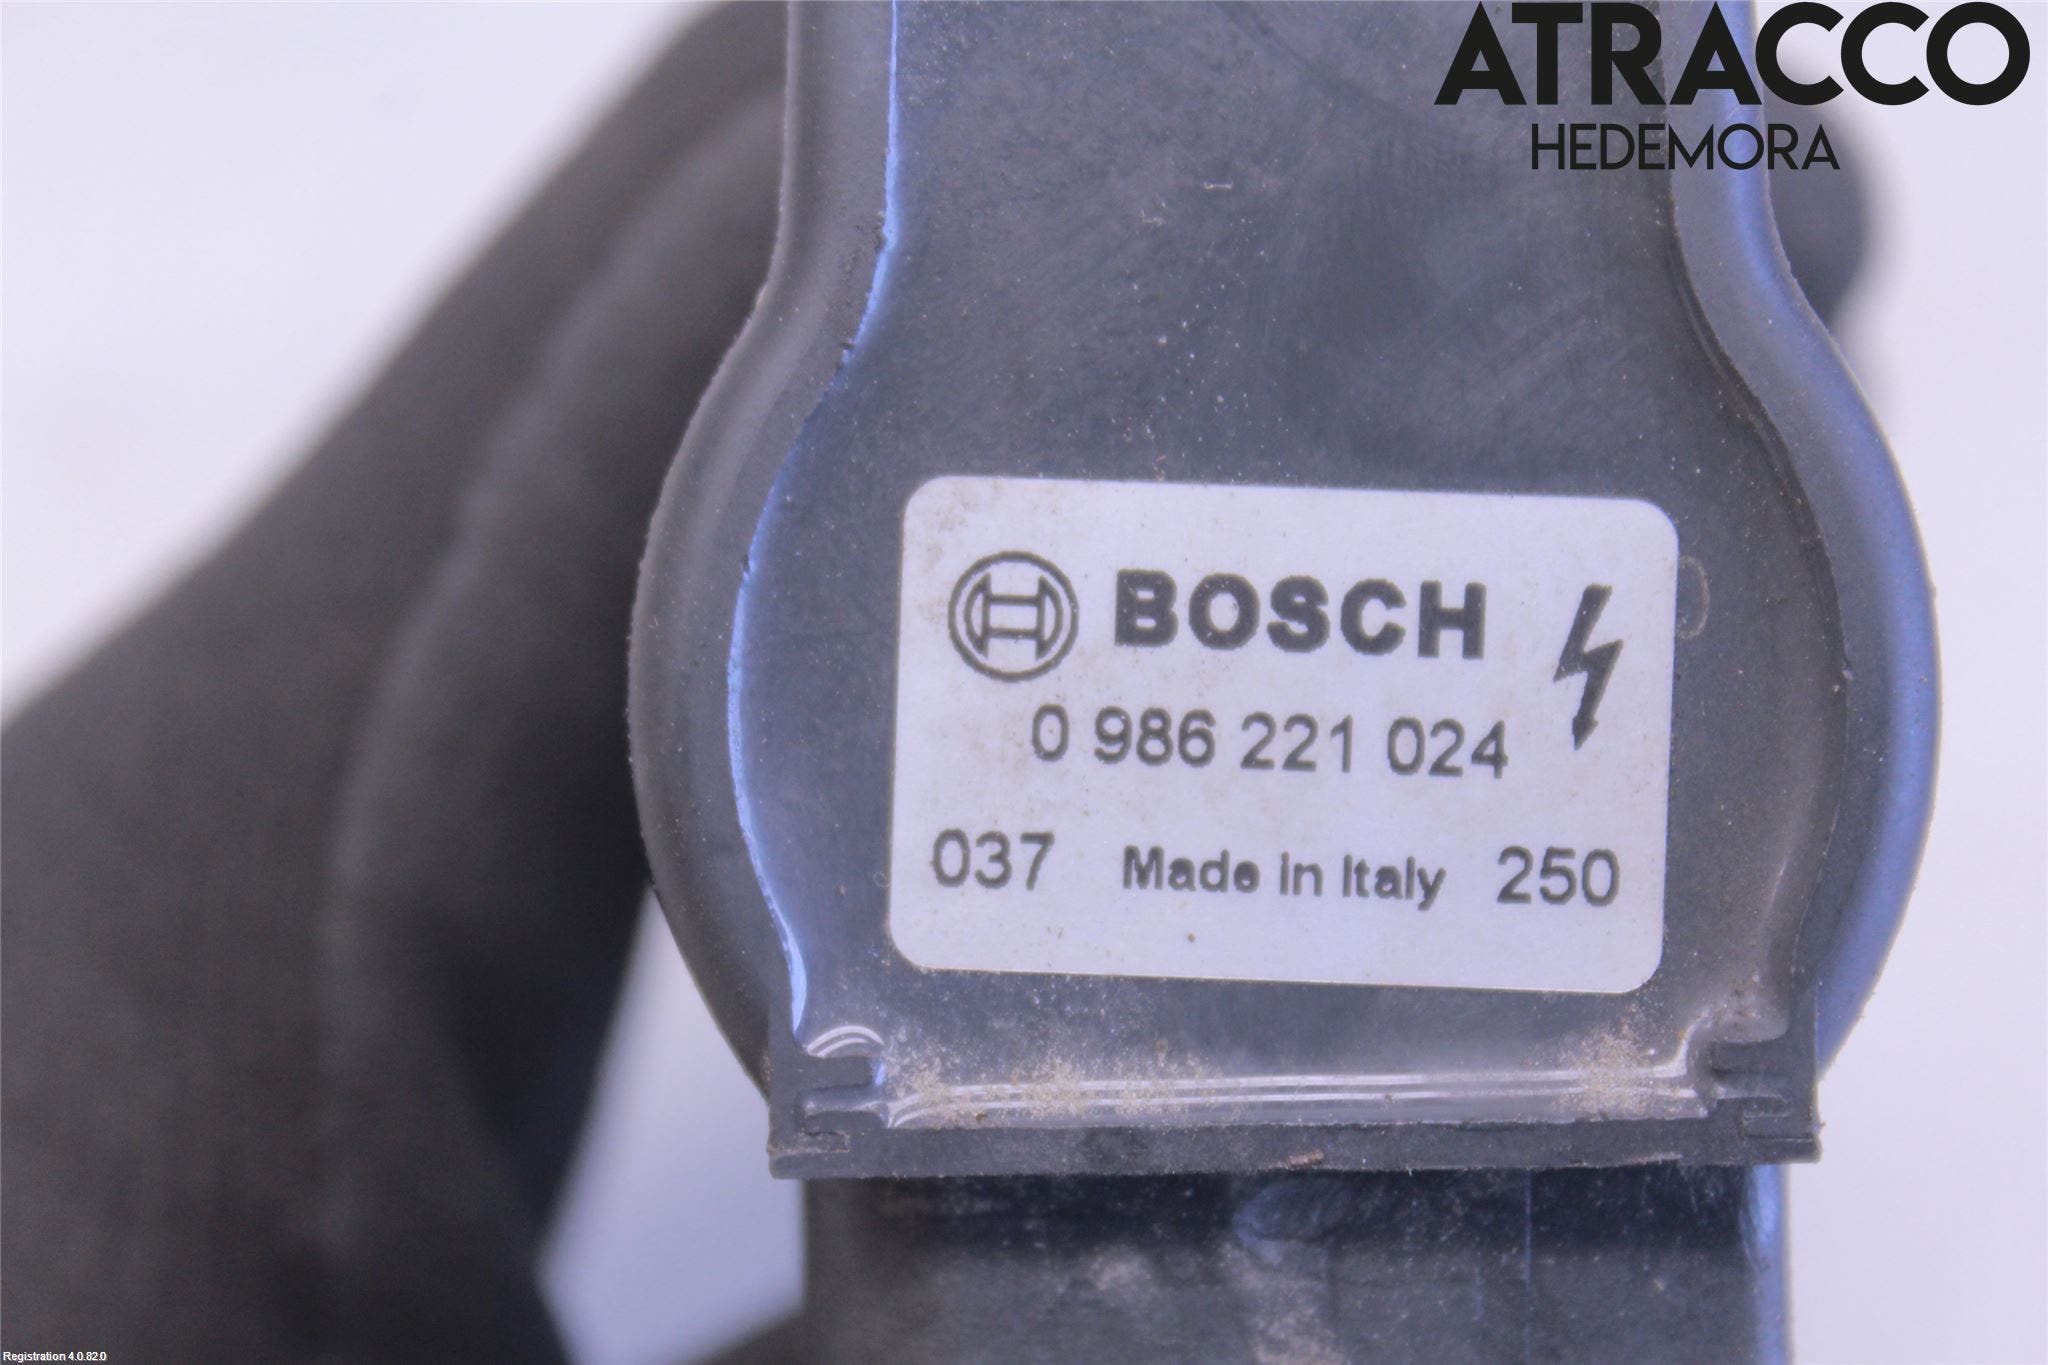 ATRACCO
HEDEMORA
BOSCH
0 986 221 024
037 Made in Italy 250
Registration 4.0.82.0